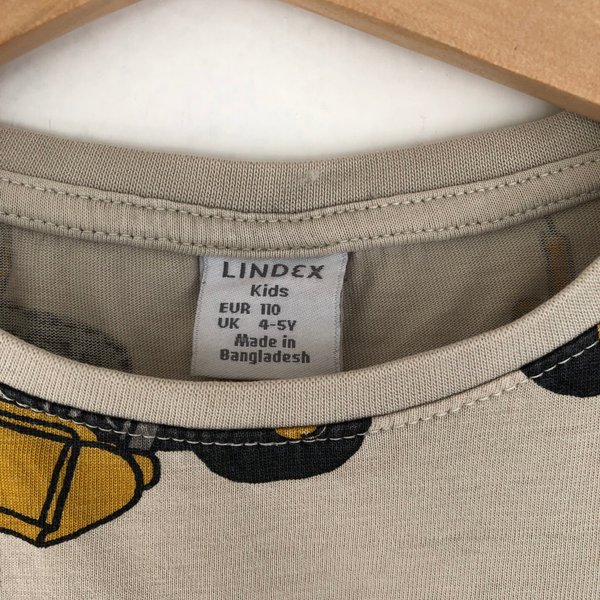 LINDEX
Kids
EUR 110
UK 4-5Y
Made in
Bangladesh